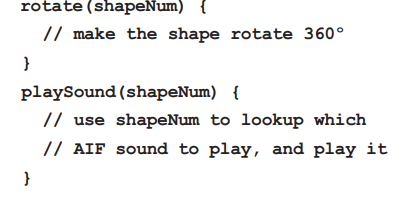 rotate(shapeNum) {
// make the shape rotate 360°
}
playSound(shapeNum) {
// use shapeNum to lookup which
// AIF sound to play, and play it
}